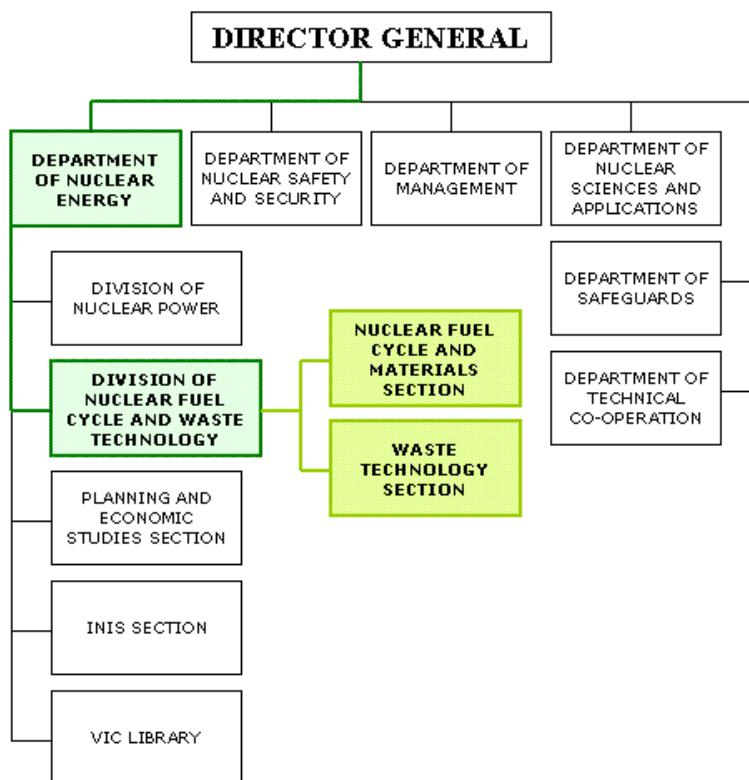 DIRECTOR GENERAL
DEPARTMENT
OF NUCLEAR
ENERGY
DEPARTMENT OF
NUCLEAR SAFETY
AND SECURITY
DEPARTMENT OF
MANAGEMENT
DEPARTMENT OF
NUCLEAR
SCIENCES AND
APPLICATIONS
DIVISION OF
NUCLEAR POWER
DEPARTMENT OF
SAFEGUARDS
DIVISION OF
NUCLEAR FUEL
CYCLE AND WASTE
TECHNOLOGY
NUCLEAR FUEL
CYCLE AND
MATERIALS
SECTION
DEPARTMENT OF
TECHNICAL
CO-OPERATION
WASTE
TECHNOLOGY
SECTION
PLANNING AND
ECONOMIC
STUDIES SECTION
INIS SECTION
VIC LIBRARY